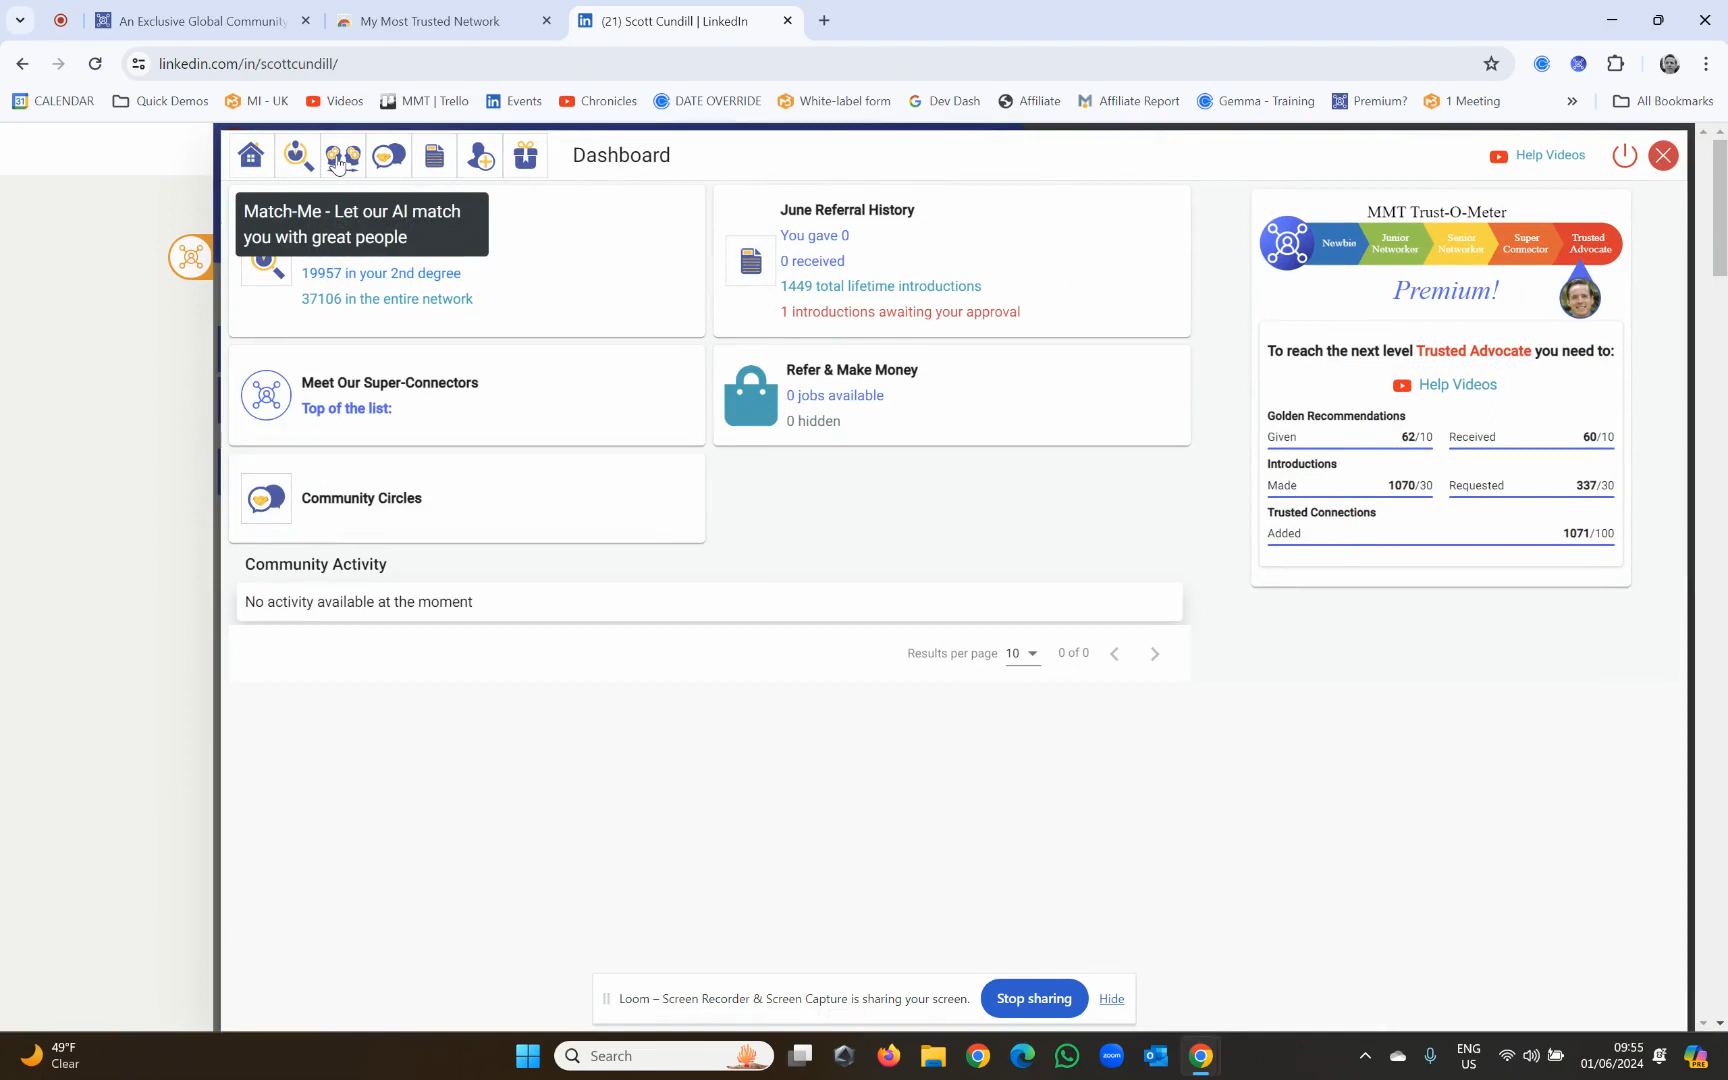 An Exclusive Global Community
My Most Trusted Network
(21) Scott Cundill | LinkedIn
linkedin.com/in/scottcundill/
31 CALENDAR
Quick Demos
MI - UK
Videos
MMT | Trello
Events
Chronicles
DATE OVERRIDE
White-label form
Dev Dash
Affiliate
Affiliate Report
Gemma - Training
Premium?
1 Meeting
All Bookmarks
Dashboard
Help Videos
Match-Me - Let our AI match
you with great people
19957 in your 2nd degree
37106 in the entire network
June Referral History
You gave 0
0 received
1449 total lifetime introductions
1 introductions awaiting your approval
MMT Trust-O-Meter
Newbie
Junior
Networker
Senior
Networker
Super
Connector
Trusted
Advocate
Premium!
To reach the next level Trusted Advocate you need to:
Help Videos
Golden Recommendations
Given 62/10 Received 60/10
Introductions
Made 1070/30 Requested 337/30
Trusted Connections
Added 1071/100
Meet Our Super-Connectors
Top of the list:
Refer & Make Money
0 jobs available
0 hidden
Community Circles
Community Activity
No activity available at the moment
Results per page 10 0 of 0
Loom – Screen Recorder & Screen Capture is sharing your screen.
Stop sharing
Hide
49°F
Clear
Search
zoom
ENG
US
09:55
01/06/2024
PRE